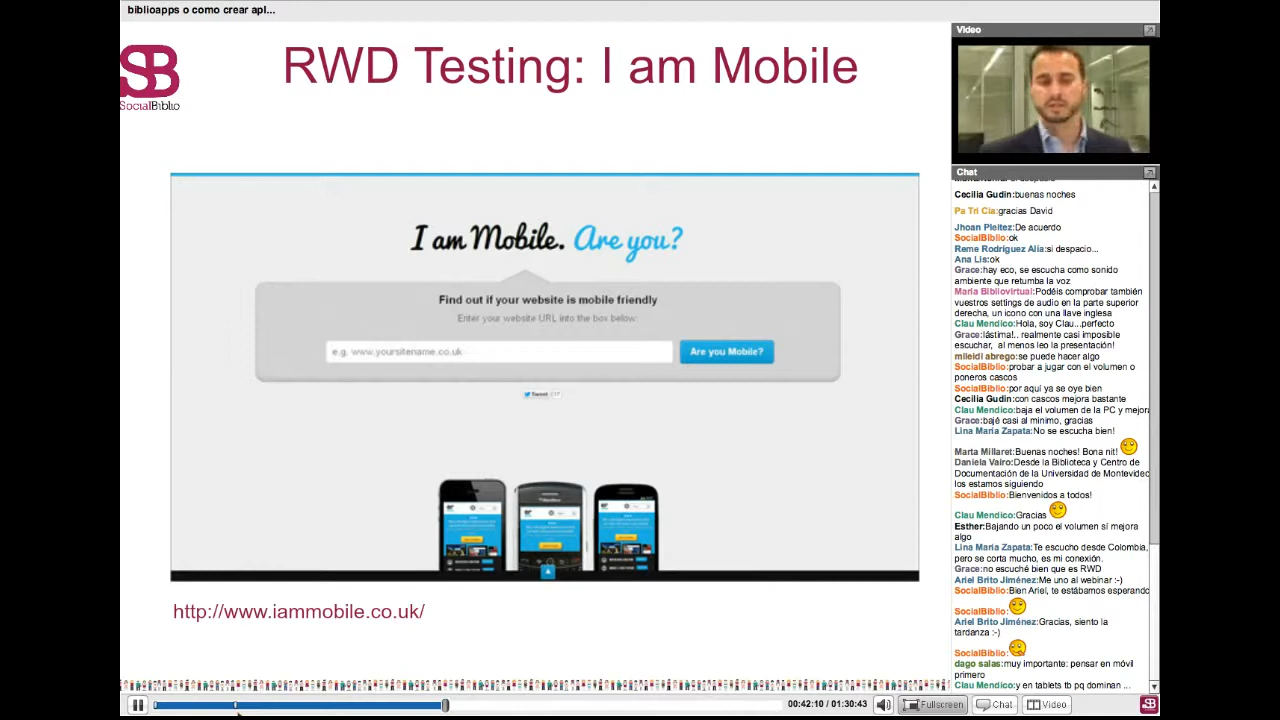 biblioapps o como crear apl...
SB
SOCIALBIBLIO
RWD Testing: I am Mobile
I am Mobile. Are you?
Find out if your website is mobile friendly
Enter your website URL into the box below:
e.g. www.yoursitename.co.uk
Are you Mobile?
Tweet
http://www.iammobile.co.uk/
Video
Chat
Cecilia Gudin:buenas noches
Pa Tri Cia:gracias David
Jhoan Pleitez:De acuerdo
SocialBiblio:ok
Reme Rodríguez Alía:si despacio...
Ana Lis:ok
Grace:hay eco, se escucha como sonido
ambiente que retumba la voz
María Bibliovirtual:Podéis comprobar también
vuestros settings de audio en la parte superior
derecha, un icono con una llave inglesa
Clau Mendico:Hola, soy Clau...perfecto
Grace:lástima!.. realmente casi imposible
escuchar, al menos leo la presentación!
mileidi abrego:se puede hacer algo
SocialBiblio:probar a jugar con el volumen o
poneros cascos
SocialBiblio:por aquí ya se oye bien
Cecilia Gudin:con cascos mejora bastante
Clau Mendico:baja el volumen de la PC y mejora
Grace:bajé casi al minimo, gracias
Lina María Zapata:No se escucha bien!
Marta Millaret:Buenas noches! Bona nit!
Daniela Vairo:Desde la Biblioteca y Centro de
Documentación de la Universidad de Montevideo
los estamos siguiendo
SocialBiblio:Bienvenidos a todos!
Clau Mendico:Gracias
Esther:Bajando un poco el volumen sí mejora
algo
Lina María Zapata:Te escucho desde Colombia,
pero se corta mucho, es mi conexión.
Grace:no escuché bien que es RWD
Ariel Brito Jiménez:Me uno al webinar :-)
SocialBiblio:Bien Ariel, te estábamos esperando
SocialBiblio:
Ariel Brito Jiménez:Gracias, siento la
tardanza :-)
SocialBiblio:
dago salas:muy importante: pensar en móvil
primero
Clau Mendico:y en tablets tb pq dominan ...
00:42:10 / 01:30:43
Fullscreen
Chat
Video
SB